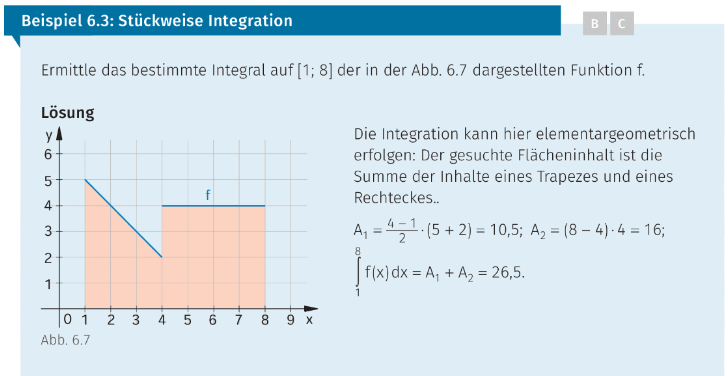 Beispiel 6.3: Stückweise Integration
B C
Ermittle das bestimmte Integral auf [1; 8] der in der Abb. 6.7 dargestellten Funktion f.
Lösung
y
6
5
4
3
2
1
f
0 1 2 3 4 5 6 7 8 9 x
Abb. 6.7
Die Integration kann hier elementargeometrisch
erfolgen: Der gesuchte Flächeninhalt ist die
Summe der Inhalte eines Trapezes und eines
Rechteckes..
A₁ = (4 – 1)/2 · (5 + 2) = 10,5; A₂ = (8 – 4) · 4 = 16;
∫₁⁸ f(x) dx = A₁ + A₂ = 26,5.